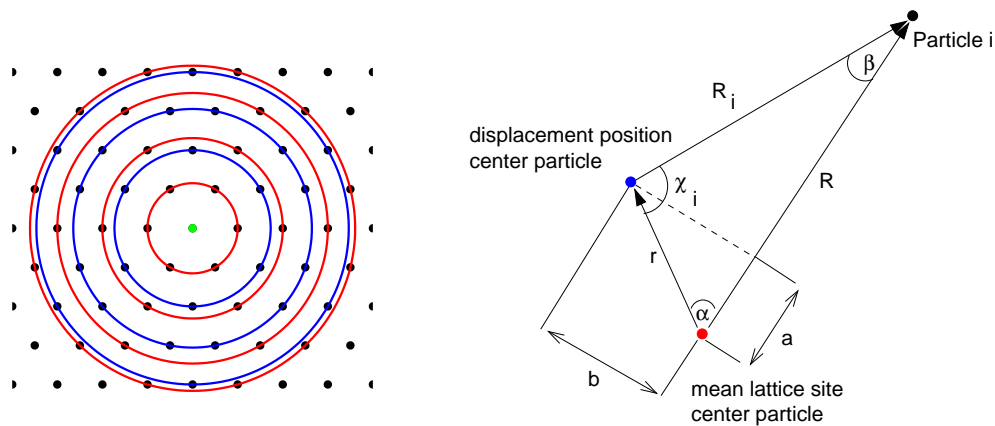 Particle i
β
R i
displacement position
center particle
χ i
R
r
α
a
b
mean lattice site
center particle